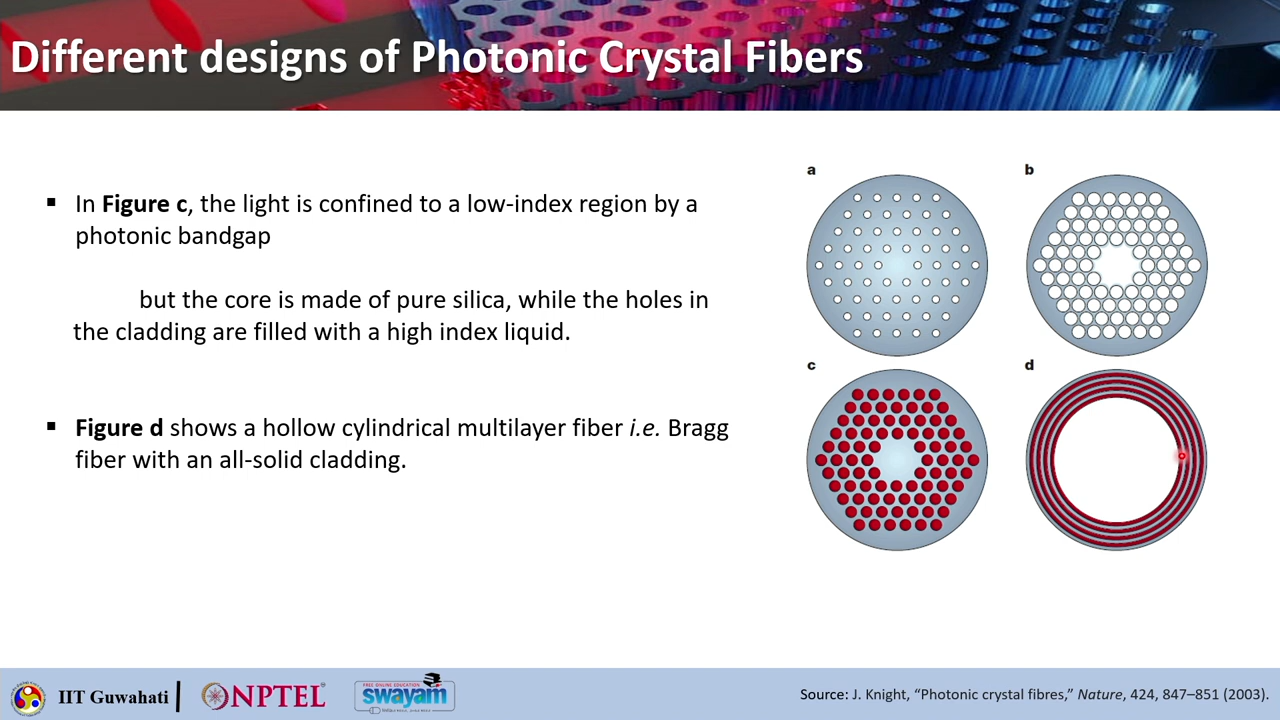 Different designs of Photonic Crystal Fibers
▪ In Figure c, the light is confined to a low-index region by a
photonic bandgap
but the core is made of pure silica, while the holes in
the cladding are filled with a high index liquid.
▪ Figure d shows a hollow cylindrical multilayer fiber i.e. Bragg
fiber with an all-solid cladding.
a
b
c
d
IIT Guwahati
NPTEL
FREE ONLINE EDUCATION
swayam
Source: J. Knight, “Photonic crystal fibres,” Nature, 424, 847–851 (2003).